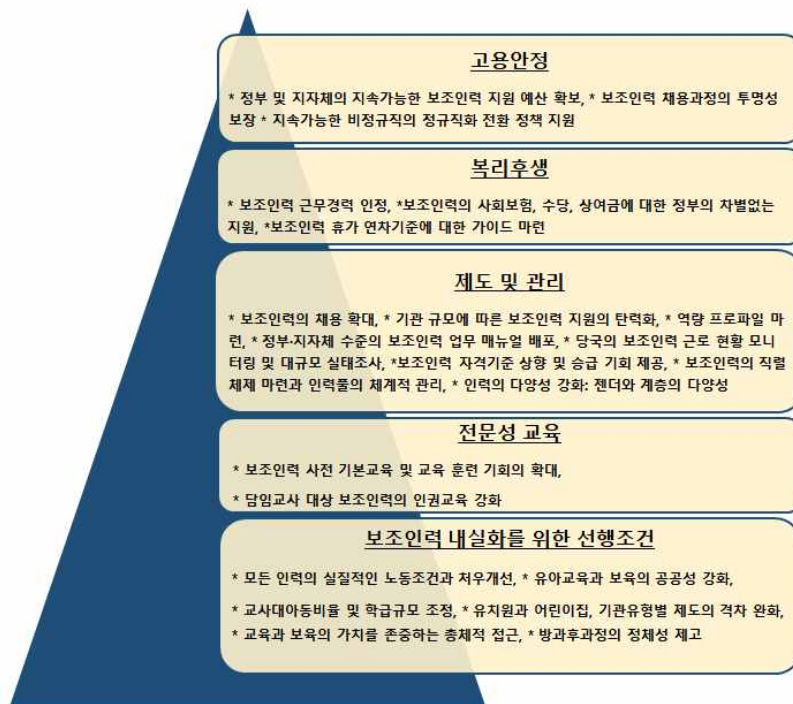 고용안정
* 정부 및 지자체의 지속가능한 보조인력 지원 예산 확보, * 보조인력 채용과정의 투명성
보장 * 지속가능한 비정규직의 정규직화 전환 정책 지원
복리후생
* 보조인력 근무경력 인정, *보조인력의 사회보험, 수당, 상여금에 대한 정부의 차별없는
지원, *보조인력 휴가 연차기준에 대한 가이드 마련
제도 및 관리
* 보조인력의 채용 확대, * 기관 규모에 따른 보조인력 지원의 탄력화, * 역량 프로파일 마
련, * 정부·지자체 수준의 보조인력 업무 매뉴얼 배포, * 당국의 보조인력 근로 현황 모니
터링 및 대규모 실태조사, *보조인력 자격기준 상향 및 승급 기회 제공, * 보조인력의 직렬
체제 마련과 인력풀의 체계적 관리, * 인력의 다양성 강화: 젠더와 계층의 다양성
전문성 교육
* 보조인력 사전 기본교육 및 교육 훈련 기회의 확대,
* 담임교사 대상 보조인력의 인권교육 강화
보조인력 내실화를 위한 선행조건
* 모든 인력의 실질적인 노동조건과 처우개선, * 유아교육과 보육의 공공성 강화,
* 교사대아동비율 및 학급규모 조정, * 유치원과 어린이집, 기관유형별 제도의 격차 완화,
* 교육과 보육의 가치를 존중하는 총체적 접근, * 방과후과정의 정체성 제고